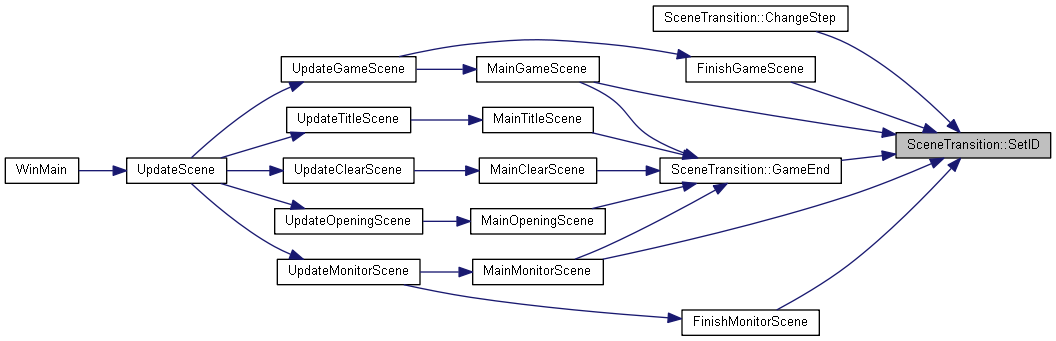 SceneTransition::ChangeStep
UpdateGameScene
MainGameScene
FinishGameScene
UpdateTitleScene
MainTitleScene
SceneTransition::SetID
WinMain
UpdateScene
UpdateClearScene
MainClearScene
SceneTransition::GameEnd
UpdateOpeningScene
MainOpeningScene
UpdateMonitorScene
MainMonitorScene
FinishMonitorScene